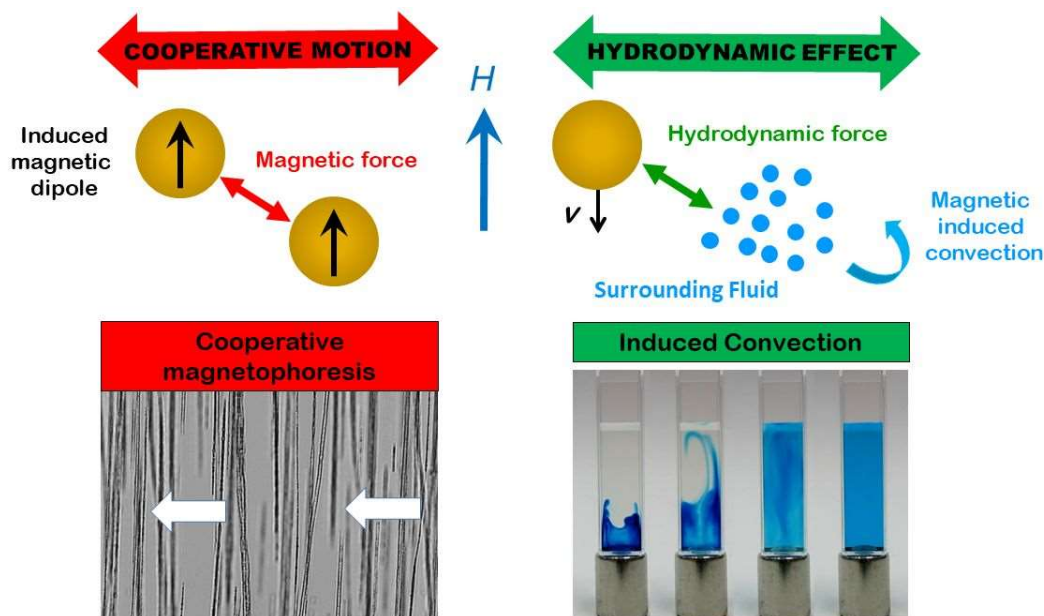 COOPERATIVE MOTION
HYDRODYNAMIC EFFECT
H
Induced
magnetic
dipole
Magnetic force
Hydrodynamic force
v
Magnetic
induced
convection
Surrounding Fluid
Cooperative
magnetophoresis
Induced Convection